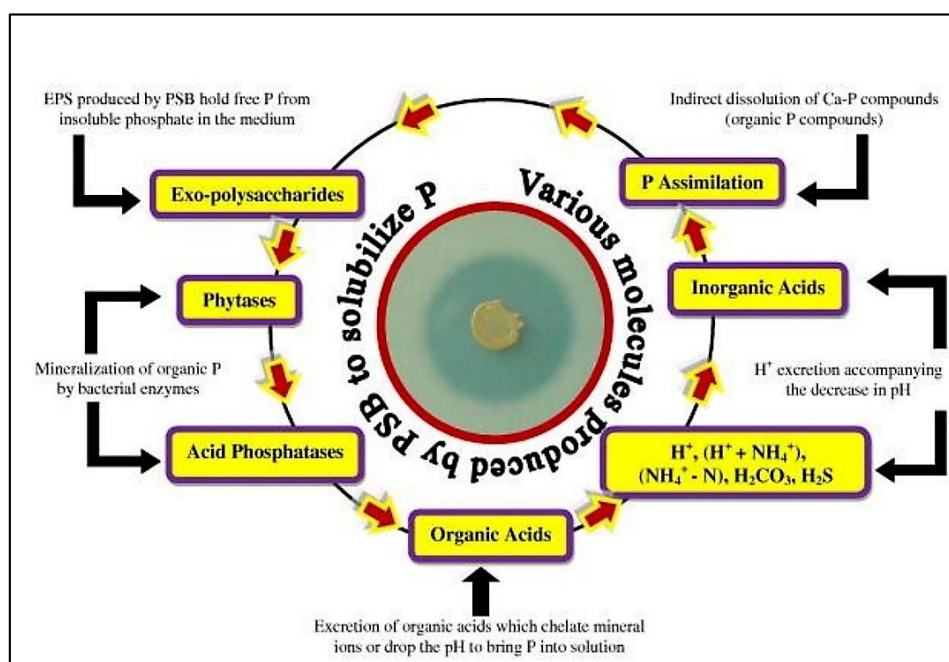 EPS produced by PSB hold free P from
insoluble phosphate in the medium
Indirect dissolution of Ca-P compounds
(organic P compounds)
Exo-polysaccharides
P Assimilation
Various molecules produced by PSB to solubilize P
Phytases
Inorganic Acids
Mineralization of organic P
by bacterial enzymes
H⁺ excretion accompanying
the decrease in pH
Acid Phosphatases
H⁺, (H⁺ + NH₄⁺),
(NH₄⁺ - N), H₂CO₃, H₂S
Organic Acids
Excretion of organic acids which chelate mineral
ions or drop the pH to bring P into solution